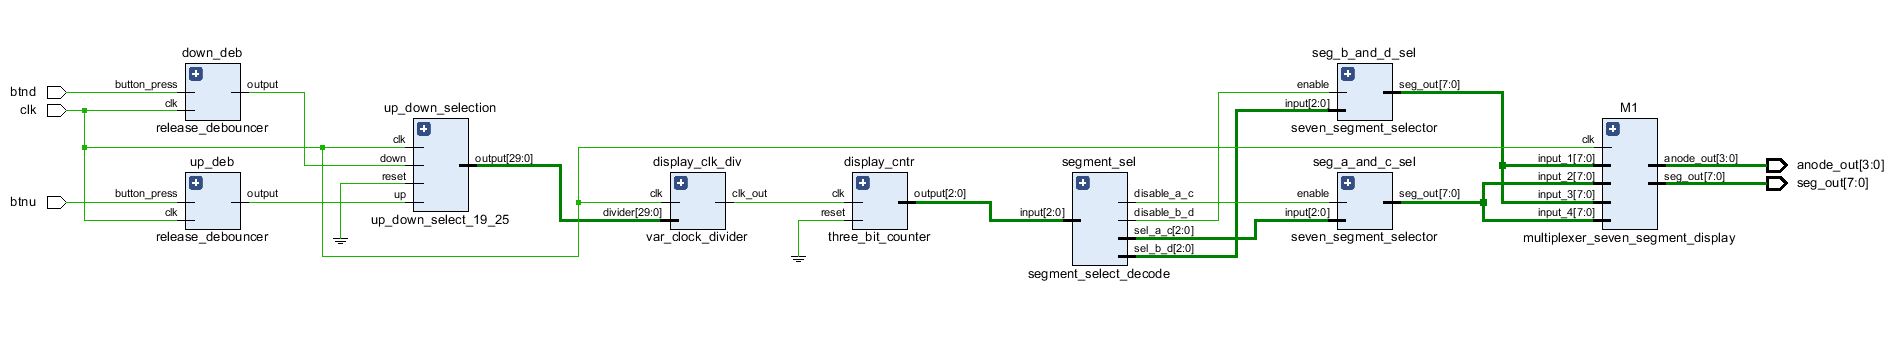 btnd
clk
btnu
down_deb
button_press
clk
output
release_debouncer
up_deb
button_press
clk
output
release_debouncer
up_down_selection
clk
down
reset
up
output[29:0]
up_down_select_19_25
display_clk_div
clk
divider[29:0]
clk_out
var_clock_divider
display_cntr
clk
reset
output[2:0]
three_bit_counter
segment_sel
input[2:0]
disable_a_c
disable_b_d
sel_a_c[2:0]
sel_b_d[2:0]
segment_select_decode
seg_b_and_d_sel
enable
input[2:0]
seg_out[7:0]
seven_segment_selector
seg_a_and_c_sel
enable
input[2:0]
seg_out[7:0]
seven_segment_selector
M1
clk
input_1[7:0]
input_2[7:0]
input_3[7:0]
input_4[7:0]
anode_out[3:0]
seg_out[7:0]
multiplexer_seven_segment_display
anode_out[3:0]
seg_out[7:0]